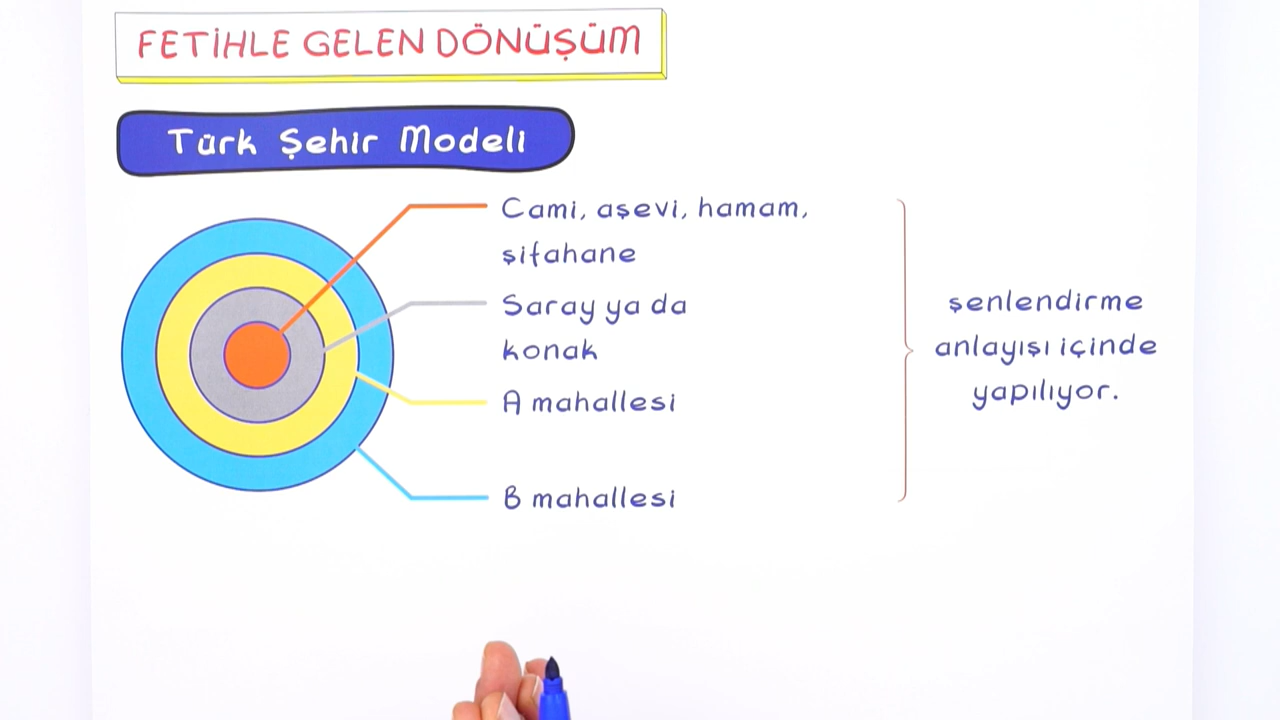 FETİHLE GELEN DÖNÜŞÜM
Türk Şehir Modeli
Cami, aşevi, hamam,
şifahane
Saray ya da
konak
A mahallesi
B mahallesi
şenlendirme
anlayışı içinde
yapılıyor.